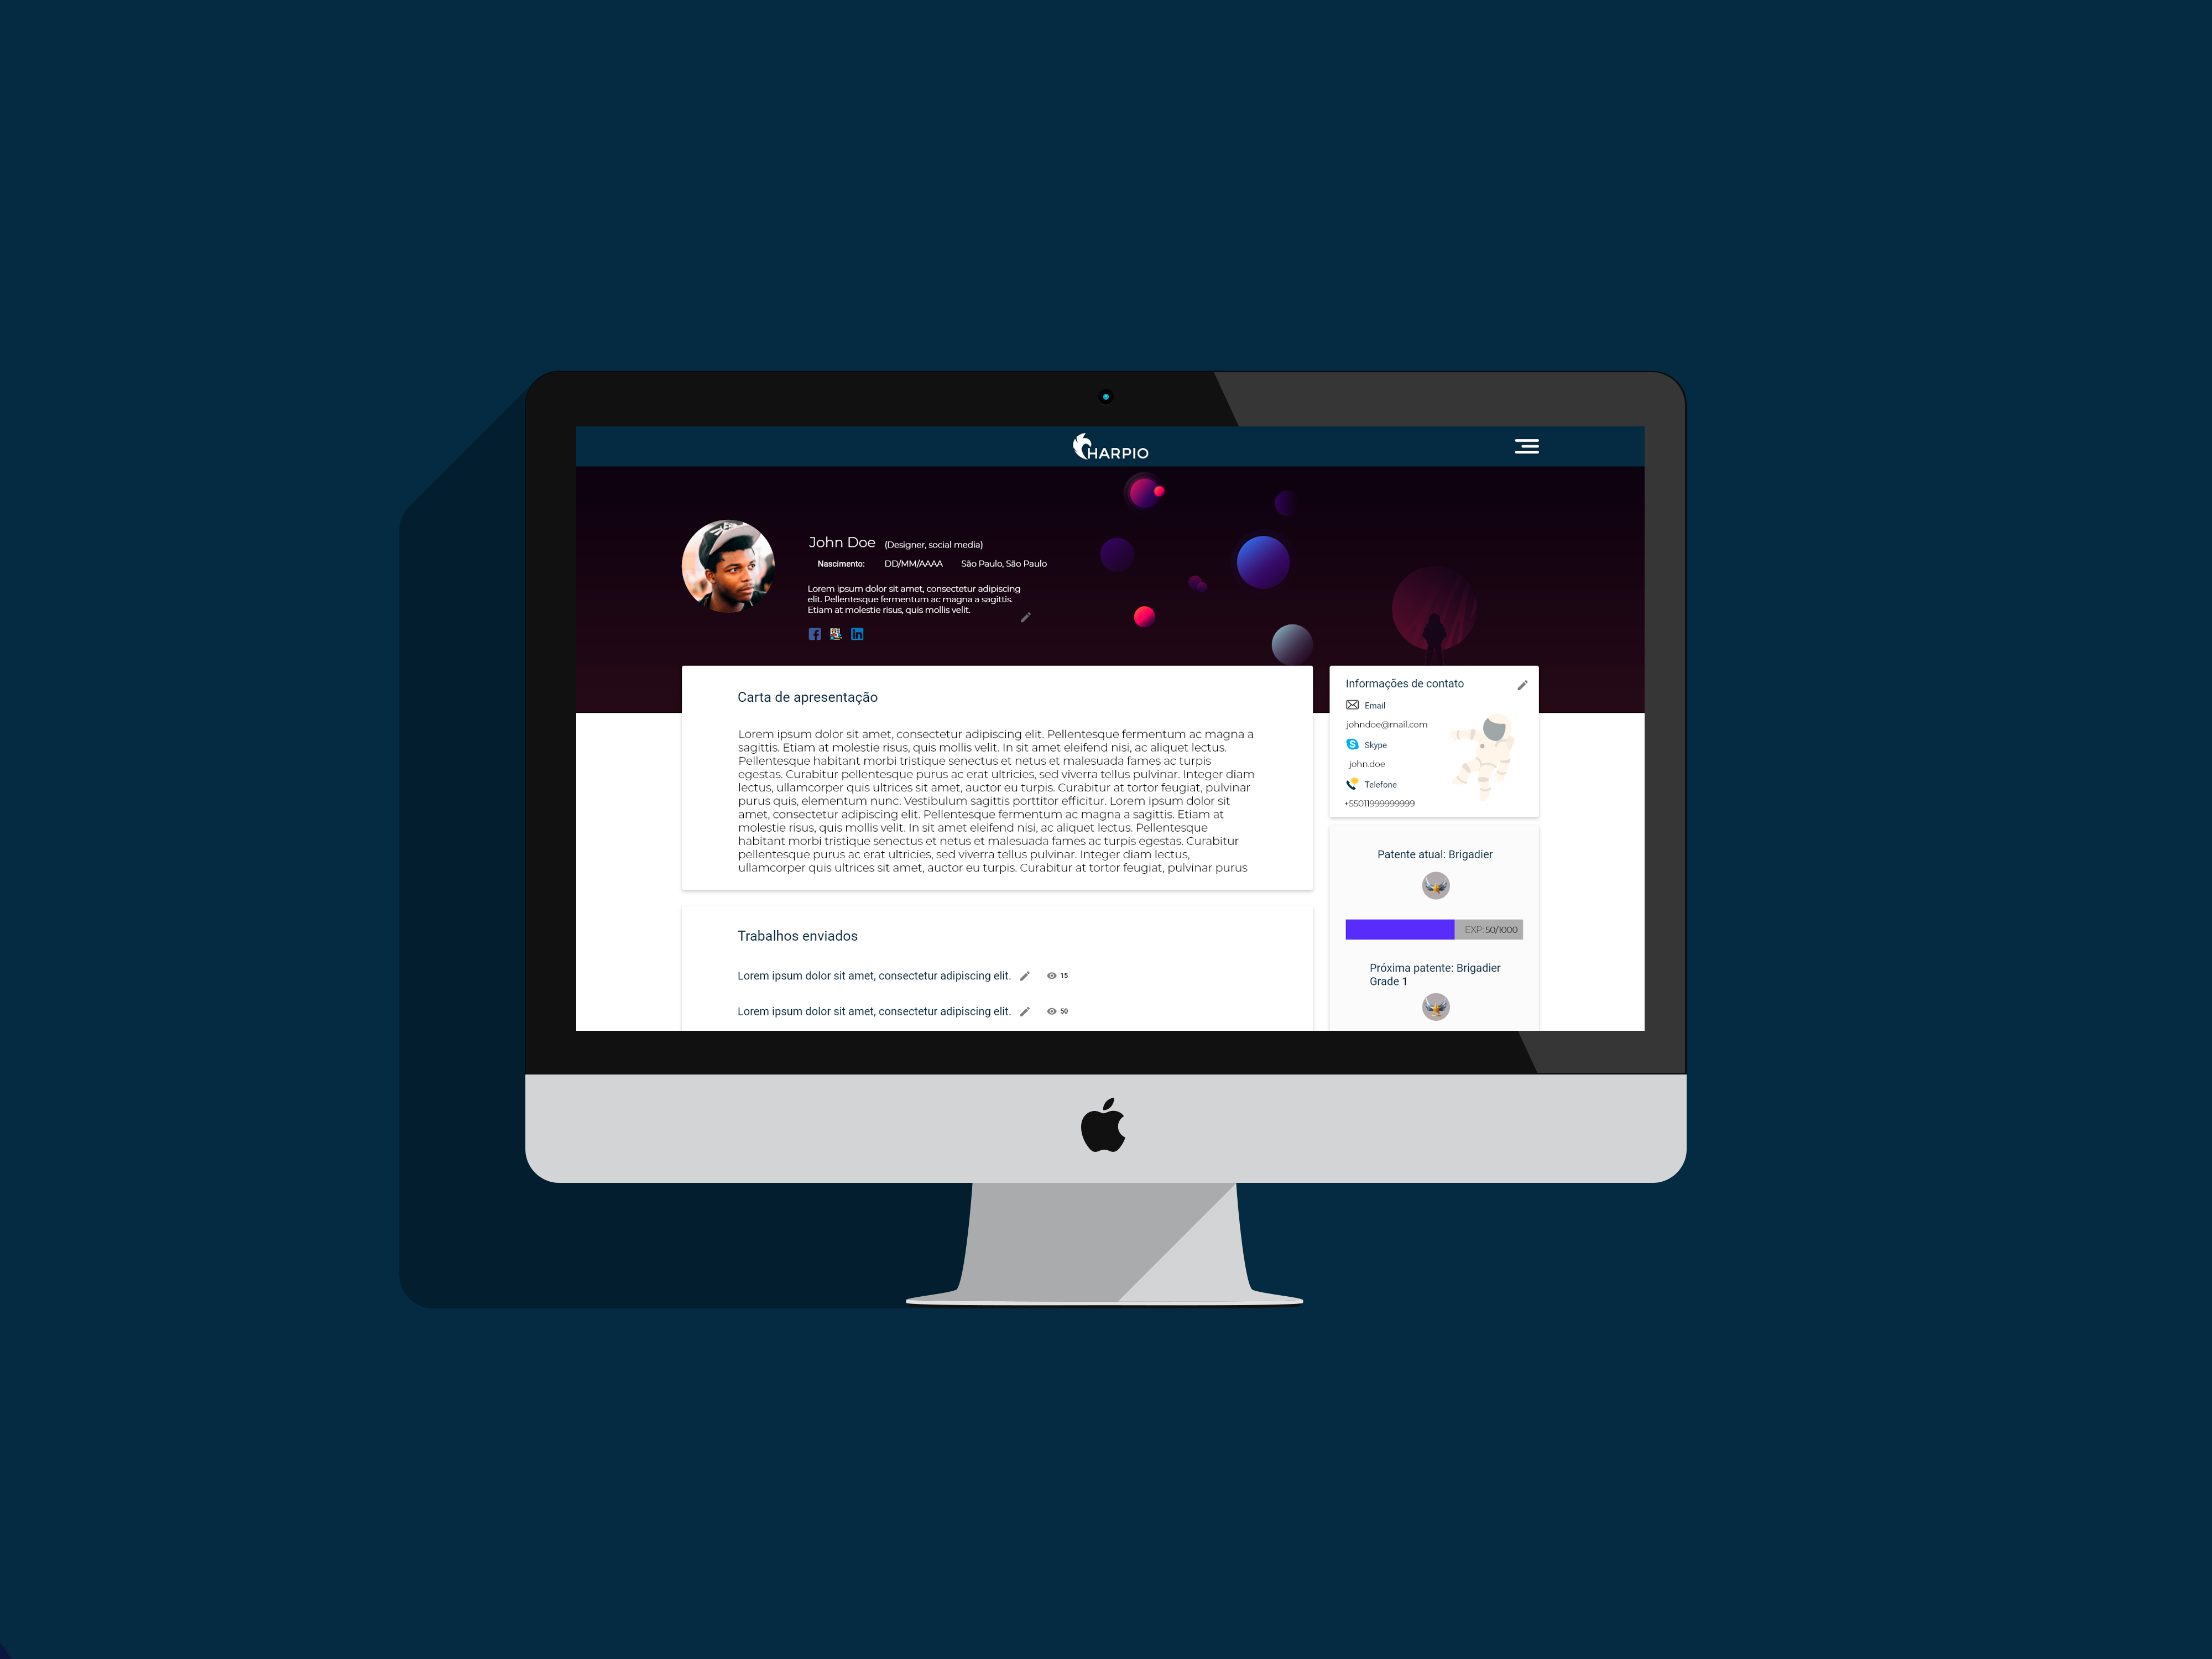 HARPIO
John Doe (Designer, social media)
Nascimento: DD/MM/AAAA São Paulo, São Paulo
Lorem ipsum dolor sit amet, consectetur adipiscing
elit. Pellentesque fermentum ac magna a sagittis.
Etiam at molestie risus, quis mollis velit.
Carta de apresentação
Lorem ipsum dolor sit amet, consectetur adipiscing elit. Pellentesque fermentum ac magna a
sagittis. Etiam at molestie risus, quis mollis velit. In sit amet eleifend nisi, ac aliquet lectus.
Pellentesque habitant morbi tristique senectus et netus et malesuada fames ac turpis
egestas. Curabitur pellentesque purus ac erat ultricies, sed viverra tellus pulvinar. Integer diam
lectus, ullamcorper quis ultrices sit amet, auctor eu turpis. Curabitur at tortor feugiat, pulvinar
purus quis, elementum nunc. Vestibulum sagittis porttitor efficitur. Lorem ipsum dolor sit
amet, consectetur adipiscing elit. Pellentesque fermentum ac magna a sagittis. Etiam at
molestie risus, quis mollis velit. In sit amet eleifend nisi, ac aliquet lectus. Pellentesque
habitant morbi tristique senectus et netus et malesuada fames ac turpis egestas. Curabitur
pellentesque purus ac erat ultricies, sed viverra tellus pulvinar. Integer diam lectus,
ullamcorper quis ultrices sit amet, auctor eu turpis. Curabitur at tortor feugiat, pulvinar purus
Trabalhos enviados
Lorem ipsum dolor sit amet, consectetur adipiscing elit. 15
Lorem ipsum dolor sit amet, consectetur adipiscing elit. 50
Informações de contato
Email
johndoe@mail.com
Skype
john.doe
Telefone
+55011999999999
Patente atual: Brigadier
EXP: 50/1000
Próxima patente: Brigadier
Grade 1